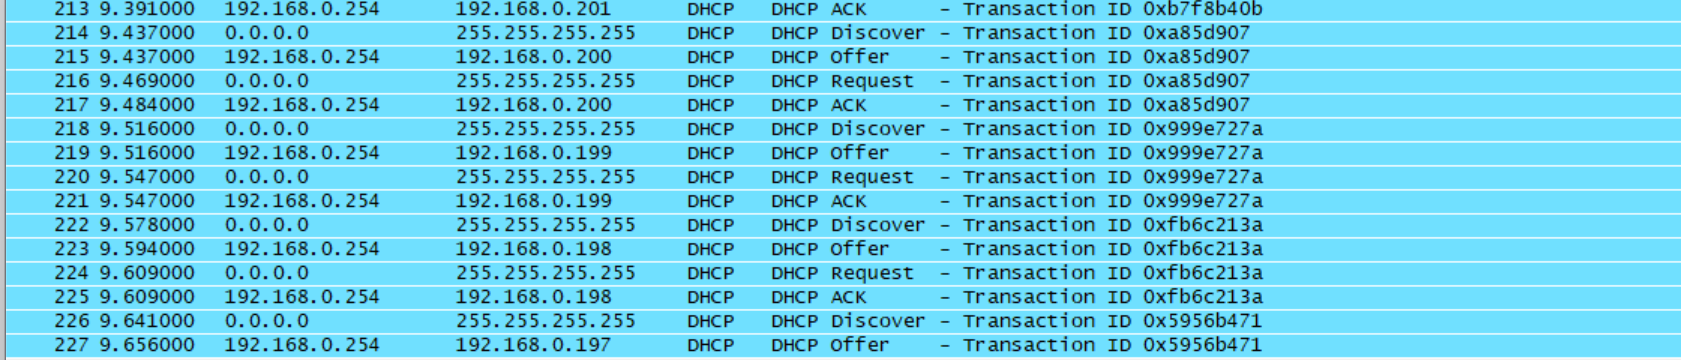 213 9.391000 192.168.0.254 192.168.0.201 DHCP DHCP ACK - Transaction ID 0xb7f8b40b
214 9.437000 0.0.0.0 255.255.255.255 DHCP DHCP Discover - Transaction ID 0xa85d907
215 9.437000 192.168.0.254 192.168.0.200 DHCP DHCP Offer - Transaction ID 0xa85d907
216 9.469000 0.0.0.0 255.255.255.255 DHCP DHCP Request - Transaction ID 0xa85d907
217 9.484000 192.168.0.254 192.168.0.200 DHCP DHCP ACK - Transaction ID 0xa85d907
218 9.516000 0.0.0.0 255.255.255.255 DHCP DHCP Discover - Transaction ID 0x999e727a
219 9.516000 192.168.0.254 192.168.0.199 DHCP DHCP Offer - Transaction ID 0x999e727a
220 9.547000 0.0.0.0 255.255.255.255 DHCP DHCP Request - Transaction ID 0x999e727a
221 9.547000 192.168.0.254 192.168.0.199 DHCP DHCP ACK - Transaction ID 0x999e727a
222 9.578000 0.0.0.0 255.255.255.255 DHCP DHCP Discover - Transaction ID 0xfb6c213a
223 9.594000 192.168.0.254 192.168.0.198 DHCP DHCP Offer - Transaction ID 0xfb6c213a
224 9.609000 0.0.0.0 255.255.255.255 DHCP DHCP Request - Transaction ID 0xfb6c213a
225 9.609000 192.168.0.254 192.168.0.198 DHCP DHCP ACK - Transaction ID 0xfb6c213a
226 9.641000 0.0.0.0 255.255.255.255 DHCP DHCP Discover - Transaction ID 0x5956b471
227 9.656000 192.168.0.254 192.168.0.197 DHCP DHCP Offer - Transaction ID 0x5956b471